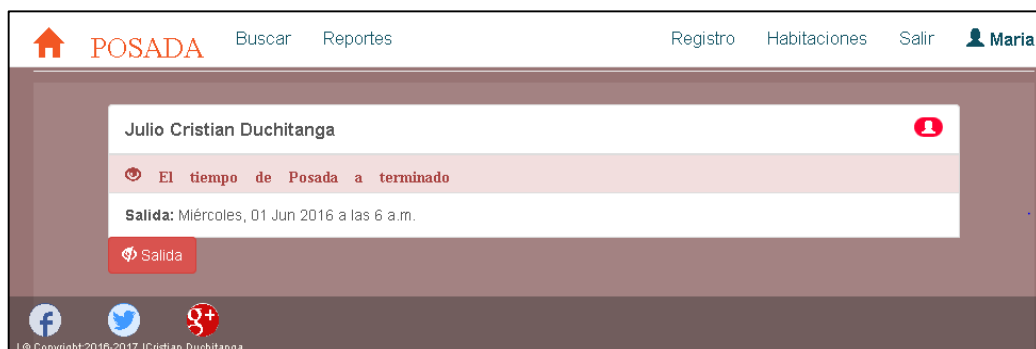 POSADA Buscar Reportes Registro Habitaciones Salir Maria
Julio Cristian Duchitanga
El tiempo de Posada a terminado
Salida: Miércoles, 01 Jun 2016 a las 6 a.m.
Salida
f g+
Copyright:2016-2017 |Cristian Duchitanga